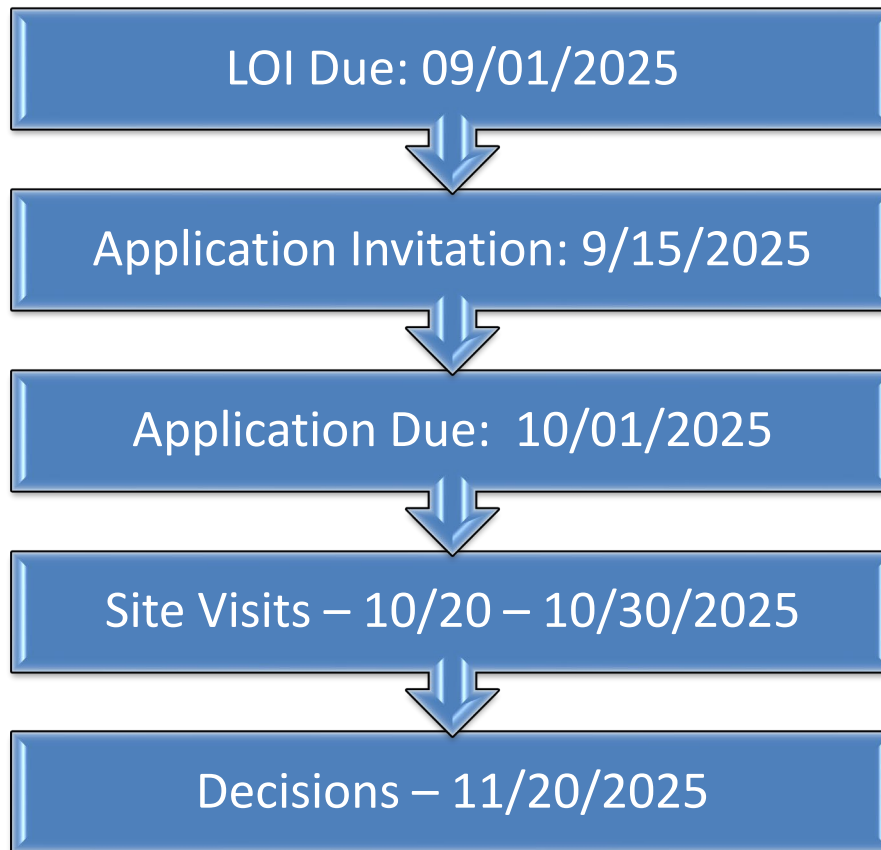 LOI Due: 09/01/2025
Application Invitation: 9/15/2025
Application Due:  10/01/2025
Site Visits – 10/20 – 10/30/2025
Decisions – 11/20/2025